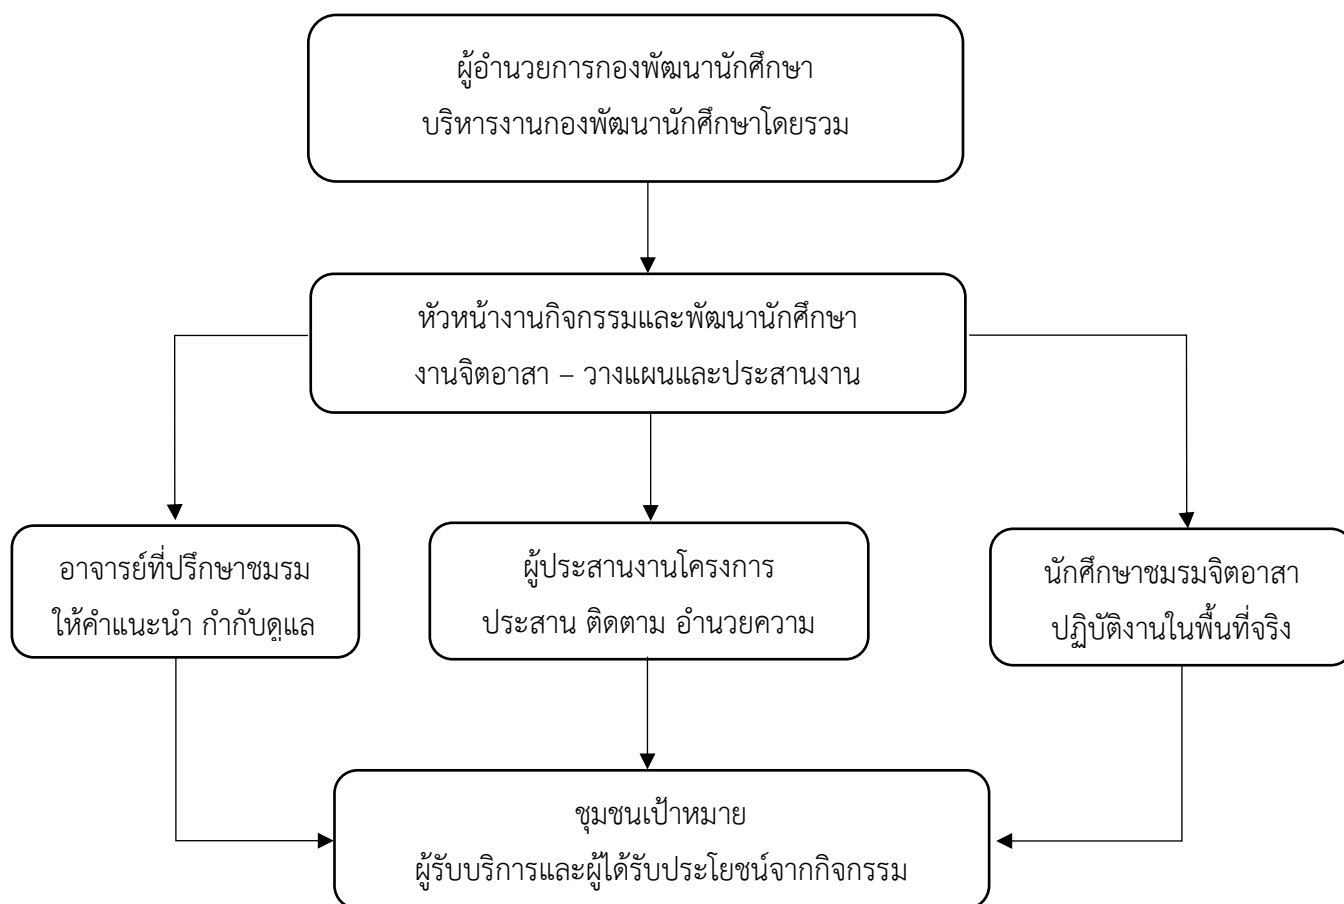 ผู้อำนวยการกองพัฒนานักศึกษา
บริหารงานกองพัฒนานักศึกษาโดยรวม
หัวหน้างานกิจกรรมและพัฒนานักศึกษา
งานจิตอาสา – วางแผนและประสานงาน
อาจารย์ที่ปรึกษาชมรม
ให้คำแนะนำ กำกับดูแล
ผู้ประสานงานโครงการ
ประสาน ติดตาม อำนวยความ
นักศึกษาชมรมจิตอาสา
ปฏิบัติงานในพื้นที่จริง
ชุมชนเป้าหมาย
ผู้รับบริการและผู้ได้รับประโยชน์จากกิจกรรม